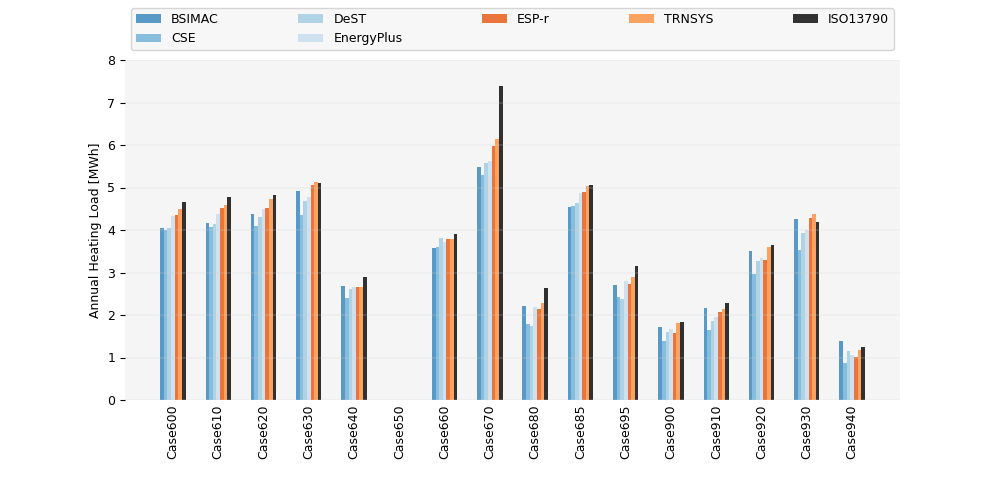 BSIMAC DeST ESP-r TRNSYS ISO13790
CSE EnergyPlus
Annual Heating Load [MWh]
8
7
6
5
4
3
2
1
0
Case600 Case610 Case620 Case630 Case640 Case650 Case660 Case670 Case680 Case685 Case695 Case900 Case910 Case920 Case930 Case940